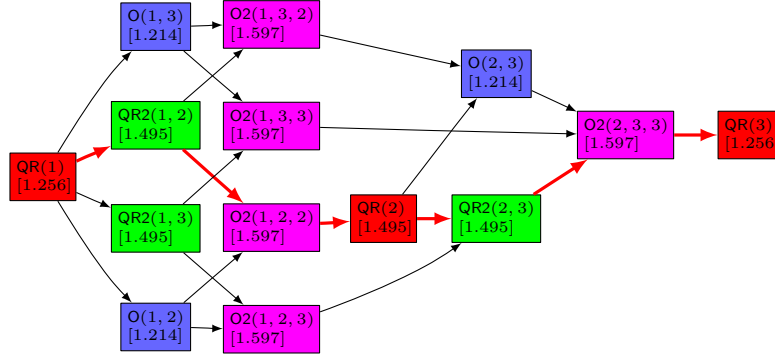 O(1, 3)
[1.214]
O2(1, 3, 2)
[1.597]
O(2, 3)
[1.214]
QR2(1, 2)
[1.495]
O2(1, 3, 3)
[1.597]
O2(2, 3, 3)
[1.597]
QR(3)
[1.256
QR(1)
[1.256]
QR2(1, 3)
[1.495]
O2(1, 2, 2)
[1.597]
QR(2)
[1.495]
QR2(2, 3)
[1.495]
O(1, 2)
[1.214]
O2(1, 2, 3)
[1.597]